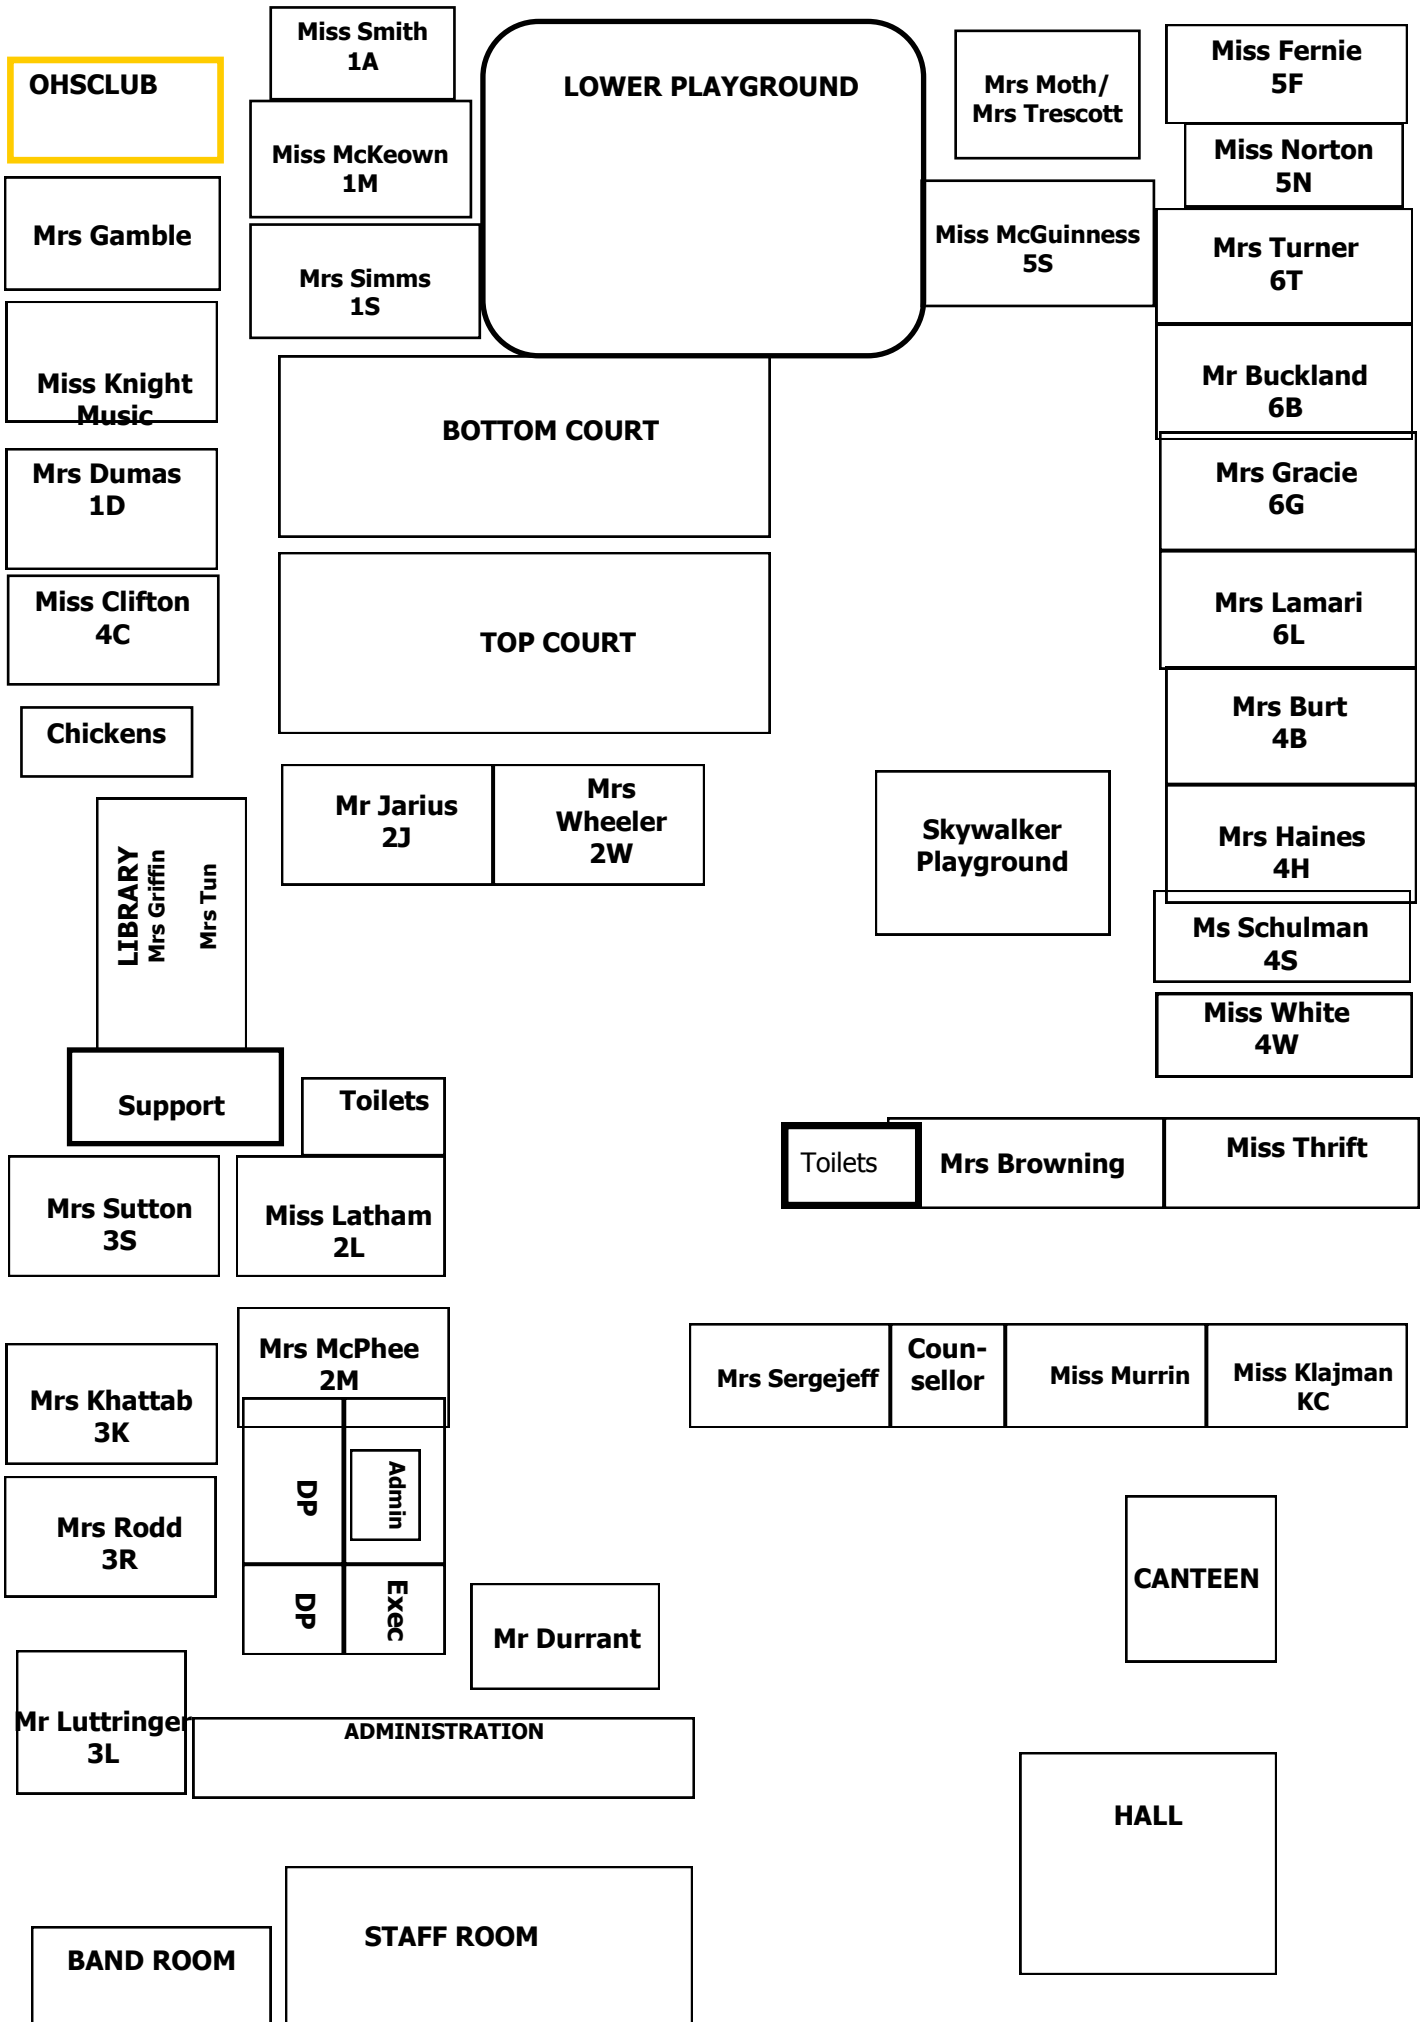 Miss Smith
1A
OHSCLUB
LOWER PLAYGROUND
Mrs Moth/
Mrs Trescott
Miss Fernie
5F
Miss McKeown
1M
Miss Norton
5N
Mrs Gamble
Mrs Simms
1S
Miss McGuinness
5S
Mrs Turner
6T
Miss Knight
Music
BOTTOM COURT
Mr Buckland
6B
Mrs Dumas
1D
Mrs Gracie
6G
Miss Clifton
4C
TOP COURT
Mrs Lamari
6L
Chickens
Mrs Burt
4B
Mr Jarius
2J
Mrs
Wheeler
2W
Skywalker
Playground
Mrs Haines
4H
LIBRARY
Mrs Griffin
Mrs Tun
Ms Schulman
4S
Miss White
4W
Support
Toilets
Toilets
Mrs Browning
Miss Thrift
Mrs Sutton
3S
Miss Latham
2L
Mrs McPhee
2M
Mrs Sergejeff
Coun-
sellor
Miss Murrin
Miss Klajman
KC
Mrs Khattab
3K
DP
Admin
Mrs Rodd
3R
DP
Exec
CANTEEN
Mr Durrant
Mr Luttringer
3L
ADMINISTRATION
HALL
STAFF ROOM
BAND ROOM